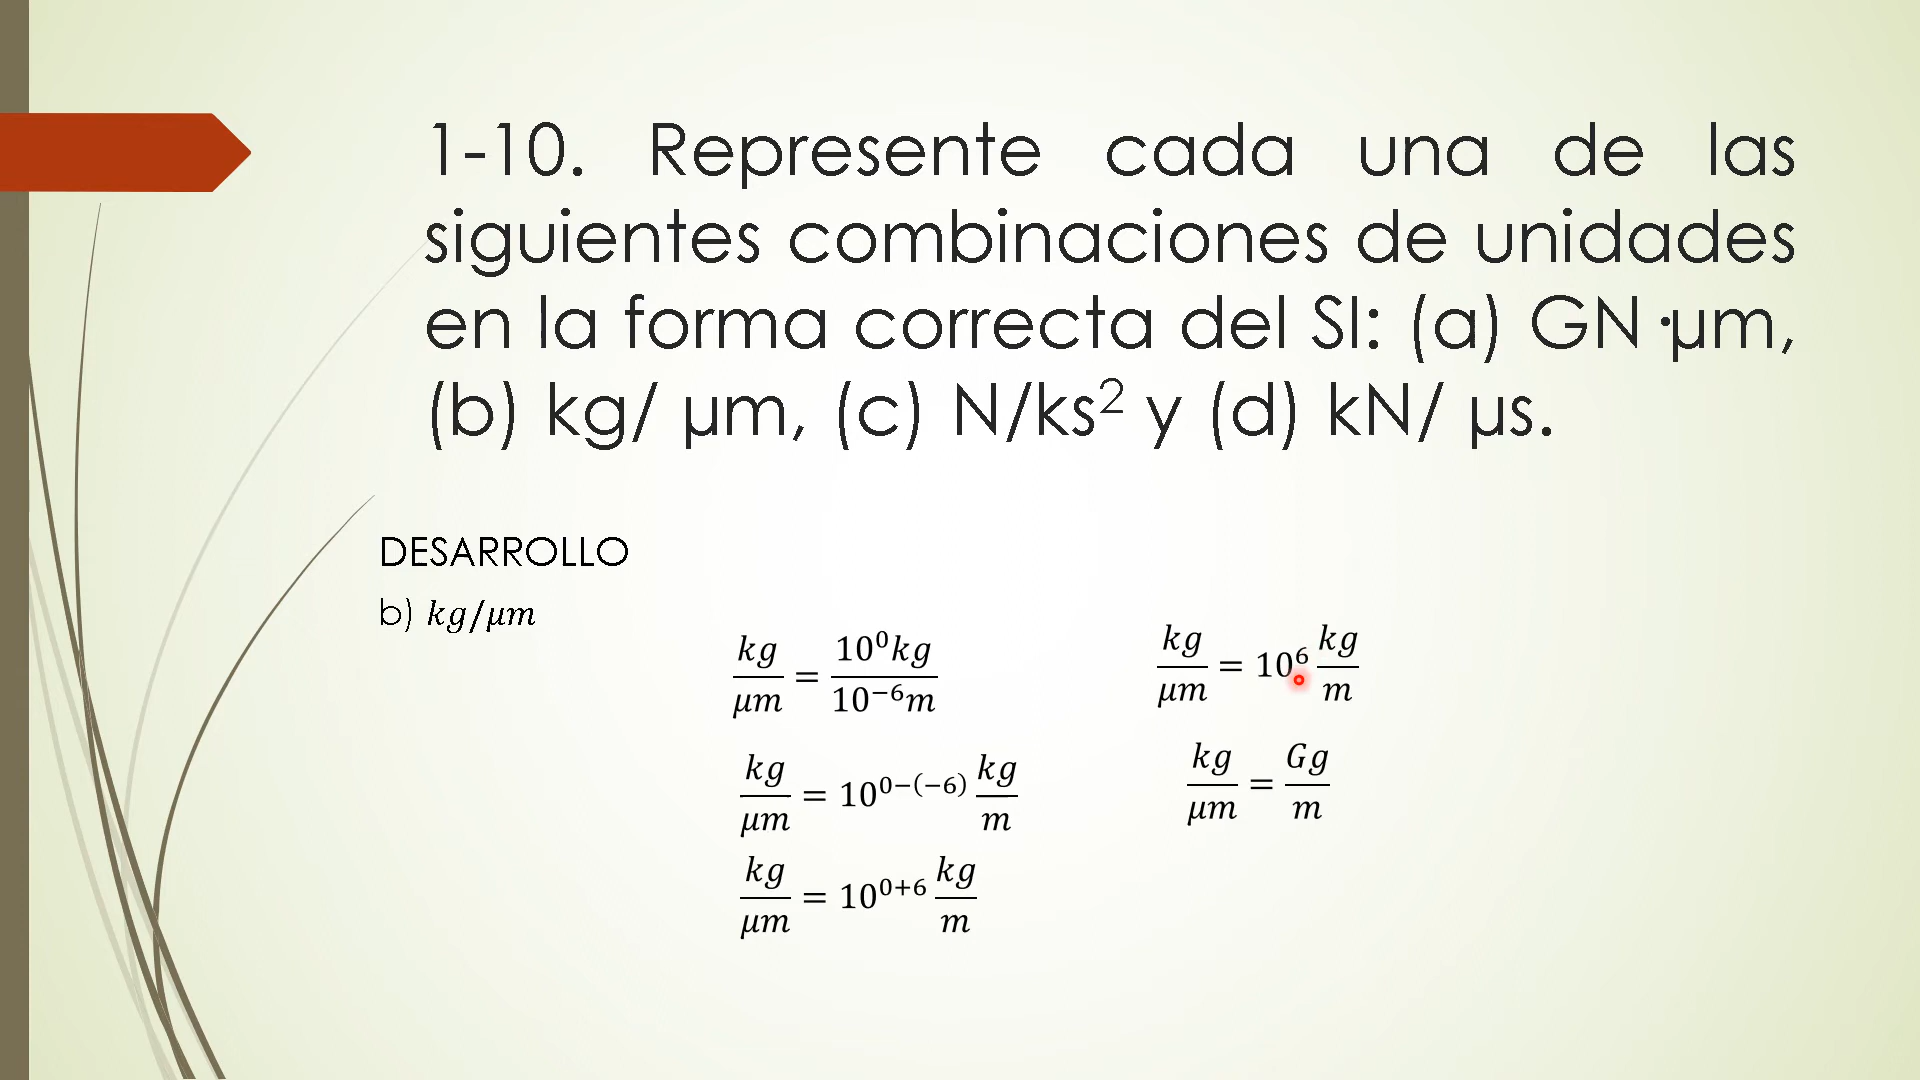 1-10. Represente cada una de las
siguientes combinaciones de unidades
en la forma correcta del SI: (a) GN·µm,
(b) kg/ µm, (c) N/ks² y (d) kN/ µs.
DESARROLLO
b) kg/µm
kg/µm = 10⁰kg/10⁻⁶m
kg/µm = 10⁰⁻⁽⁻⁶⁾ kg/m
kg/µm = 10⁰⁺⁶ kg/m
kg/µm = 10⁶ kg/m
kg/µm = Gg/m